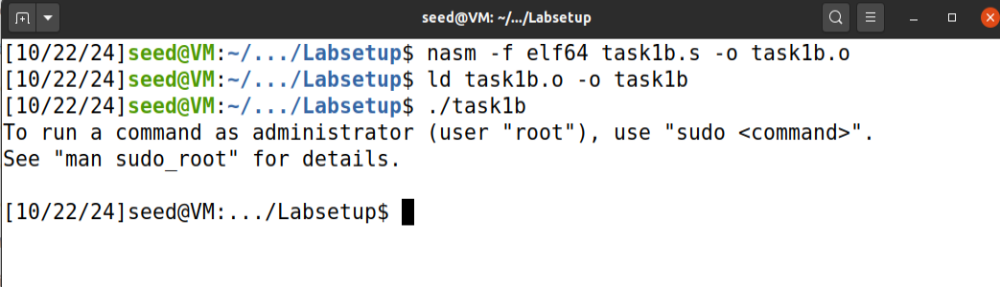 seed@VM: ~/.../Labsetup
[10/22/24]seed@VM:~/.../Labsetup$ nasm -f elf64 task1b.s -o task1b.o
[10/22/24]seed@VM:~/.../Labsetup$ ld task1b.o -o task1b
[10/22/24]seed@VM:~/.../Labsetup$ ./task1b
To run a command as administrator (user "root"), use "sudo <command>".
See "man sudo_root" for details.
[10/22/24]seed@VM:.../Labsetup$